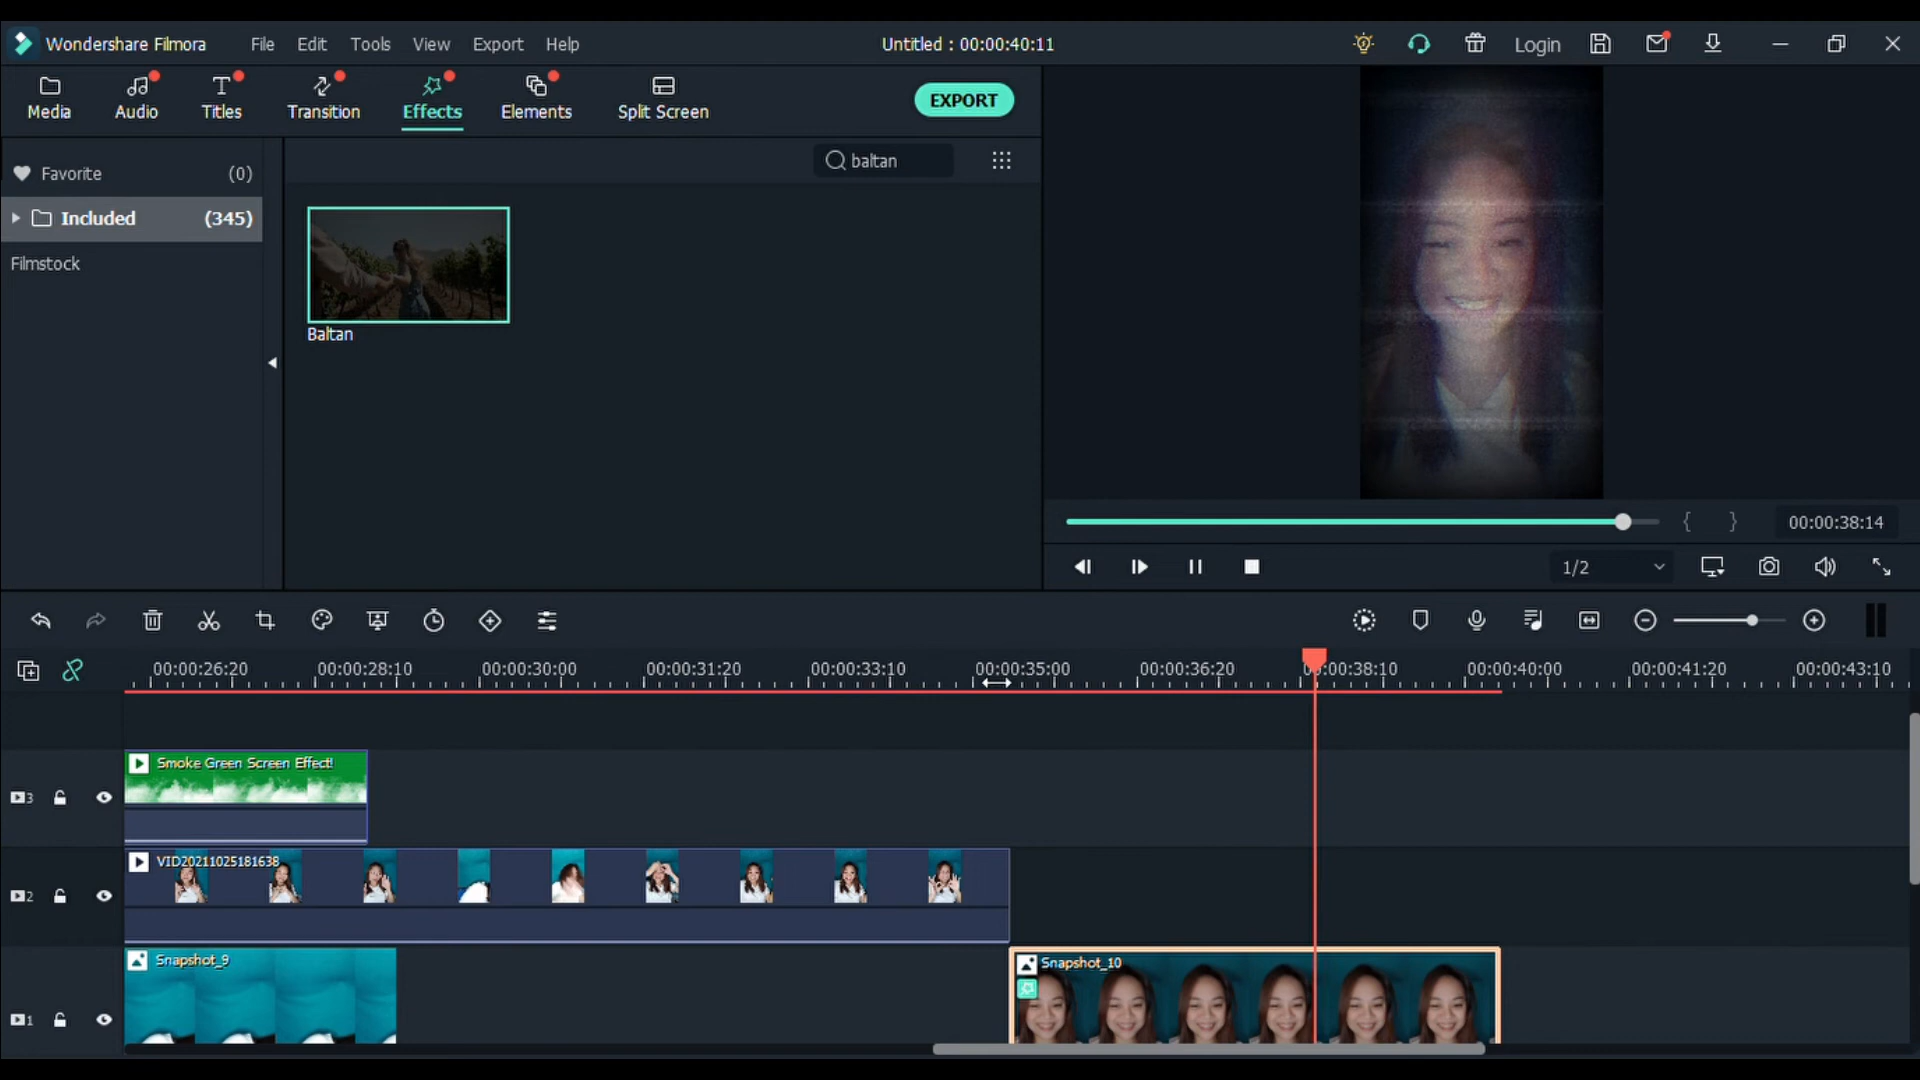 Wondershare Filmora File Edit Tools View Export Help Untitled : 00:00:40:11 Login
Media Audio Titles Transition Effects Elements Split Screen EXPORT
Favorite (0)
baltan
Included (345)
Filmstock
Baltan
{ } 00:00:38:14
1/2
00:00:26:20 00:00:28:10 00:00:30:00 00:00:31:20 00:00:33:10 00:00:35:00 00:00:36:20 00:00:38:10 00:00:40:00 00:00:41:20 00:00:43:10
Smoke Green Screen Effect!
3
VID20211025181638
2
Snapshot_9
Snapshot_10
1